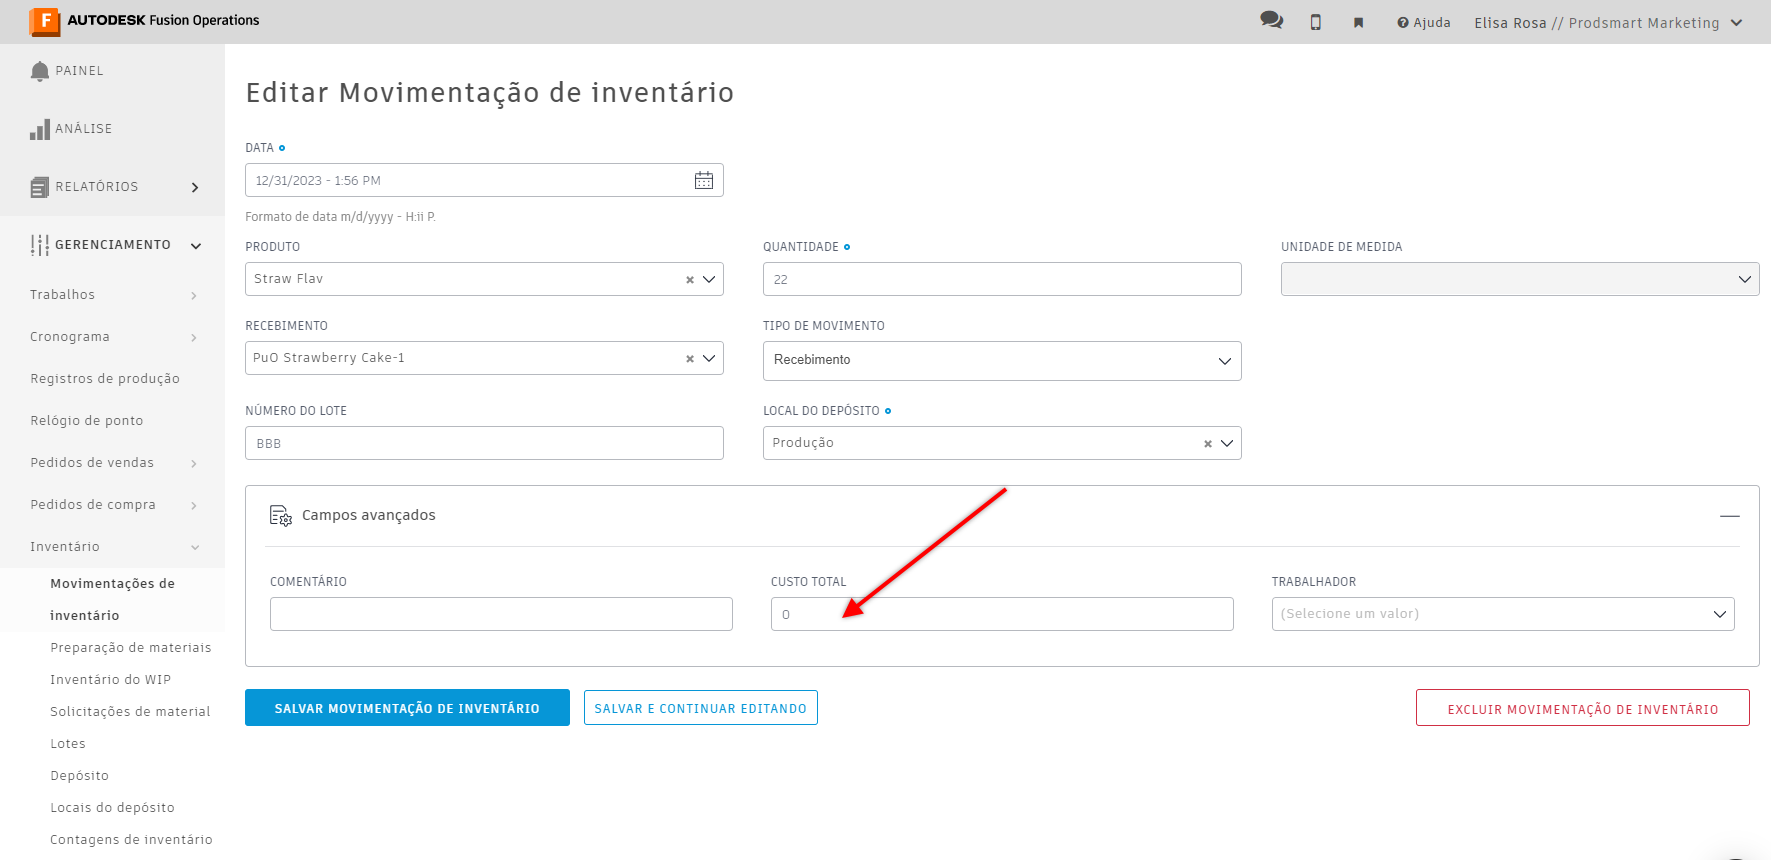 AUTODESK Fusion Operations
Ajuda
Elisa Rosa // Prodsmart Marketing
PAINEL
ANÁLISE
RELATÓRIOS
GERENCIAMENTO
Trabalhos
Cronograma
Registros de produção
Relógio de ponto
Pedidos de vendas
Pedidos de compra
Inventário
Movimentações de
inventário
Preparação de materiais
Inventário do WIP
Solicitações de material
Lotes
Depósito
Locais do depósito
Contagens de inventário
Editar Movimentação de inventário
DATA
12/31/2023 - 1:56 PM
Formato de data m/d/yyyy - H:ii P.
PRODUTO
Straw Flav
QUANTIDADE
22
UNIDADE DE MEDIDA
RECEBIMENTO
PuO Strawberry Cake-1
TIPO DE MOVIMENTO
Recebimento
NÚMERO DO LOTE
BBB
LOCAL DO DEPÓSITO
Produção
Campos avançados
COMENTÁRIO
CUSTO TOTAL
0
TRABALHADOR
(Selecione um valor)
SALVAR MOVIMENTAÇÃO DE INVENTÁRIO
SALVAR E CONTINUAR EDITANDO
EXCLUIR MOVIMENTAÇÃO DE INVENTÁRIO